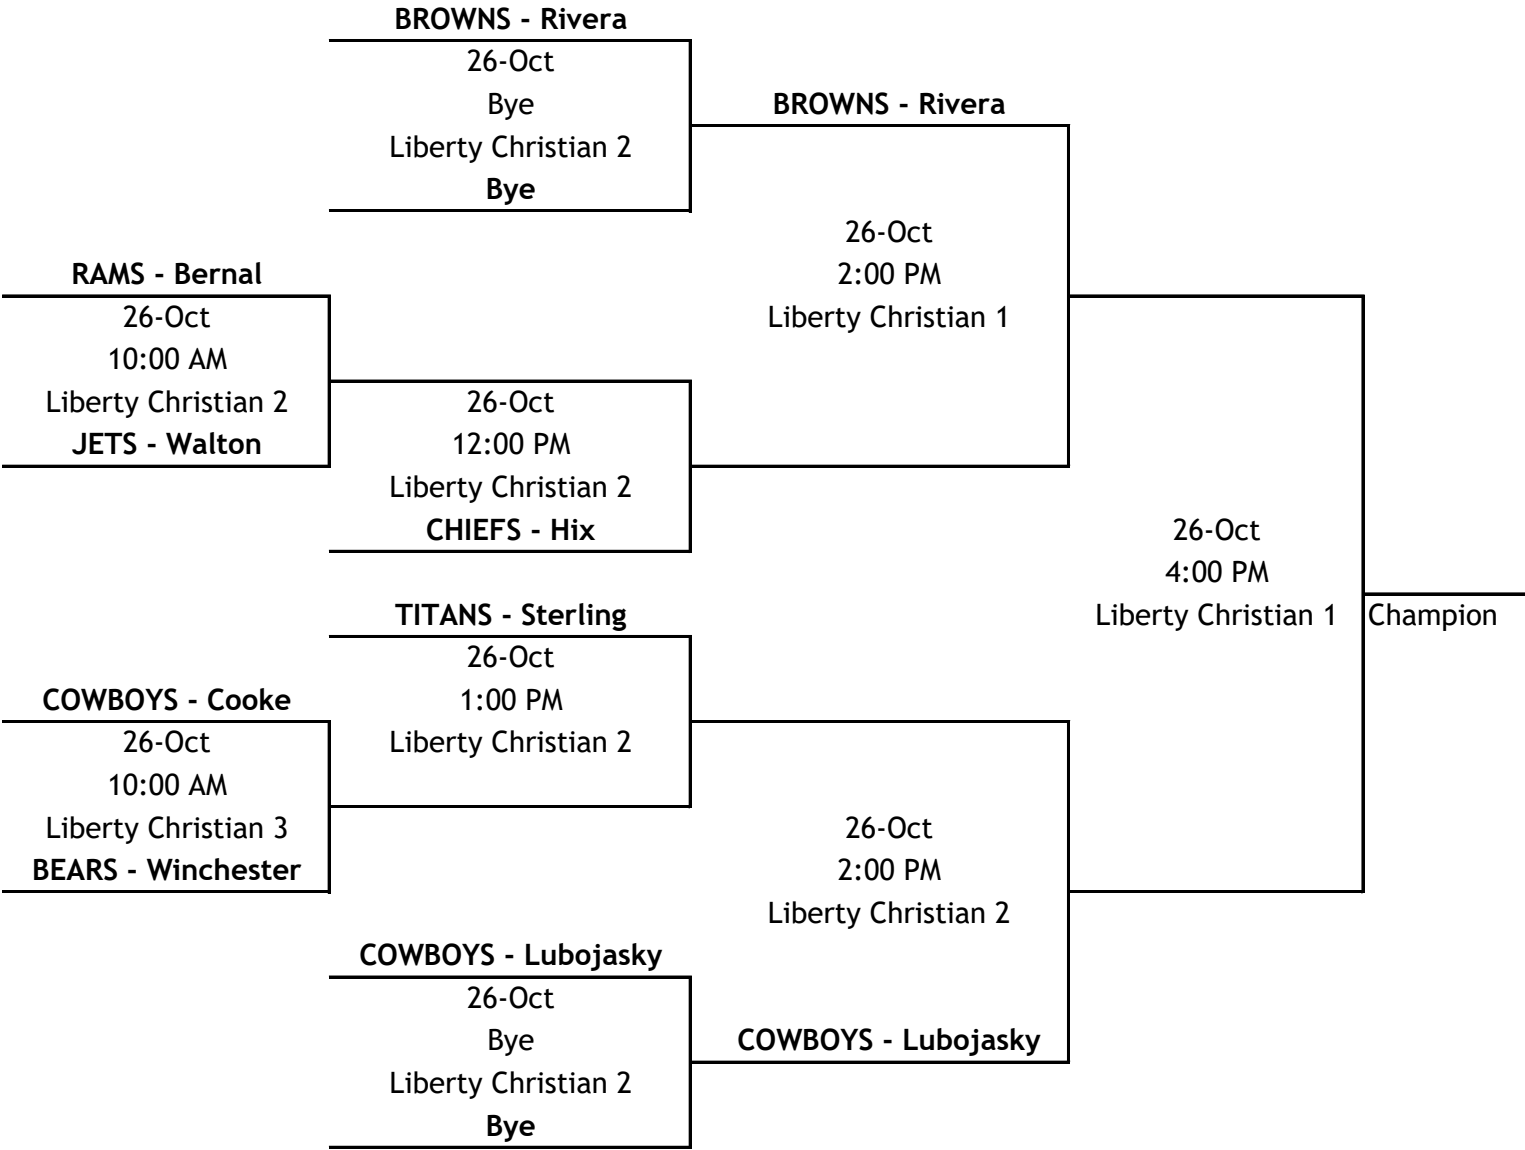 BROWNS - Rivera
26-Oct
Bye
Liberty Christian 2
Bye
BROWNS - Rivera
26-Oct
2:00 PM
Liberty Christian 1
RAMS - Bernal
26-Oct
10:00 AM
Liberty Christian 2
JETS - Walton
26-Oct
12:00 PM
Liberty Christian 2
CHIEFS - Hix
26-Oct
4:00 PM
Liberty Christian 1
Champion
TITANS - Sterling
26-Oct
1:00 PM
Liberty Christian 2
COWBOYS - Cooke
26-Oct
10:00 AM
Liberty Christian 3
BEARS - Winchester
26-Oct
2:00 PM
Liberty Christian 2
COWBOYS - Lubojasky
26-Oct
Bye
Liberty Christian 2
Bye
COWBOYS - Lubojasky